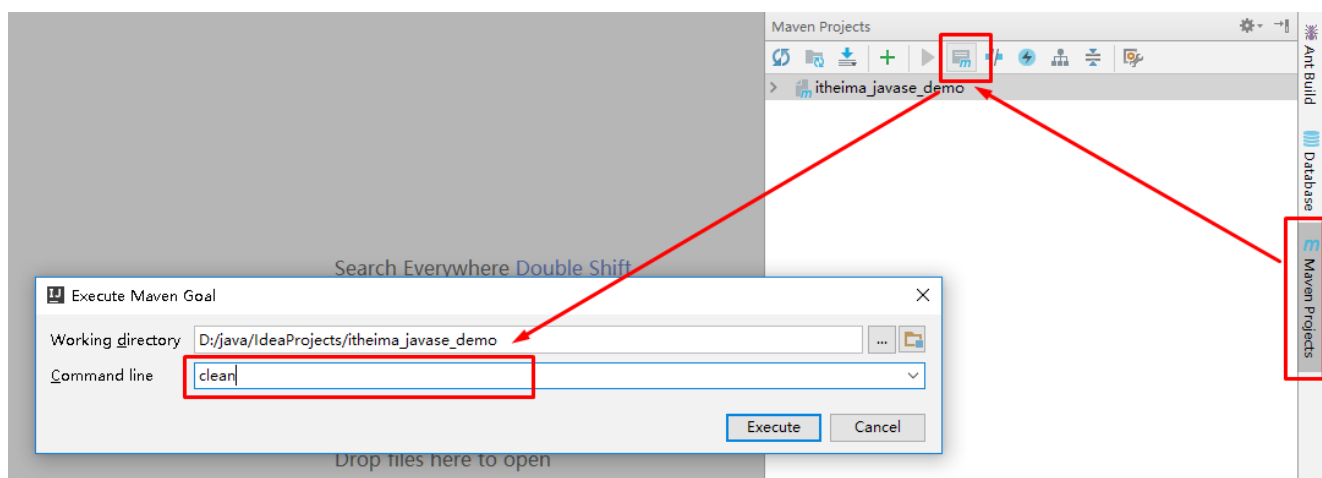 Maven Projects
itheima_javase_demo
Ant Build
Database
Maven Projects
Search Everywhere Double Shift
Execute Maven Goal
Working directory D:/java/IdeaProjects/itheima_javase_demo ...
Command line clean
Execute Cancel
Drop files here to open